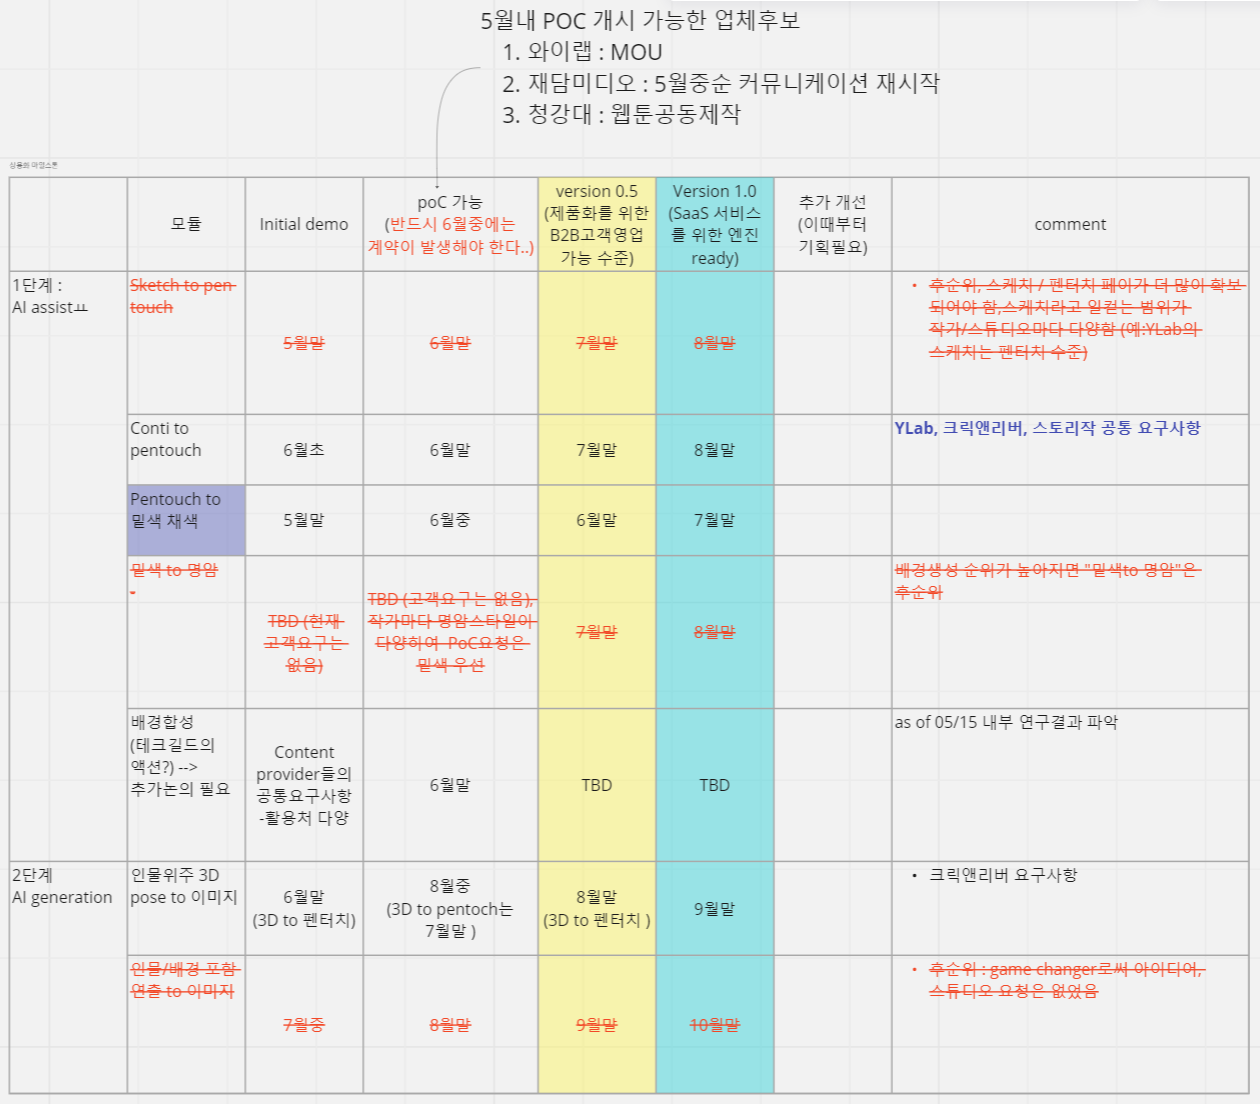 5월내 POC 개시 가능한 업체후보
1. 와이랩 : MOU
2. 재담미디오 : 5월중순 커뮤니케이션 재시작
3. 청강대 : 웹툰공동제작
상용화 마일스톤
모듈
Initial demo
poC 가능
(반드시 6월중에는
계약이 발생해야 한다..)
version 0.5
(제품화를 위한
B2B고객영업
가능 수준)
Version 1.0
(SaaS 서비스
를 위한 엔진
ready)
추가 개선
(이때부터
기획필요)
comment
1단계 :
AI assistㅛ
Sketch to pen
touch
5월말
6월말
7월말
8월말
• 후순위, 스케치 / 펜터치 페이가 더 많이 확보
되어야 함,스케치라고 일컫는 범위가
작가/스튜디오마다 다양함 (예:YLab의
스케치는 펜터치 수준)
Conti to
pentouch
6월초
6월말
7월말
8월말
YLab, 크릭앤리버, 스토리작 공통 요구사항
Pentouch to
밑색 채색
5월말
6월중
6월말
7월말
밑색 to 명암
-
TBD (현재
고객요구는
없음)
TBD (고객요구는 없음),
작가마다 명암스타일이
다양하여 PoC요청은
밑색 우선
7월말
8월말
배경생성 순위가 높아지면 "밑색to 명암"은
후순위
배경합성
(테크길드의
액션?) -->
추가논의 필요
Content
provider들의
공통요구사항
-활용처 다양
6월말
TBD
TBD
as of 05/15 내부 연구결과 파악
2단계
AI generation
인물위주 3D
pose to 이미지
6월말
(3D to 펜터치)
8월중
(3D to pentoch는
7월말 )
8월말
(3D to 펜터치 )
9월말
• 크릭앤리버 요구사항
인물/배경 포함
연출 to 이미지
7월중
8월말
9월말
10월말
• 후순위 : game changer로써 아이디어,
스튜디오 요청은 없었음